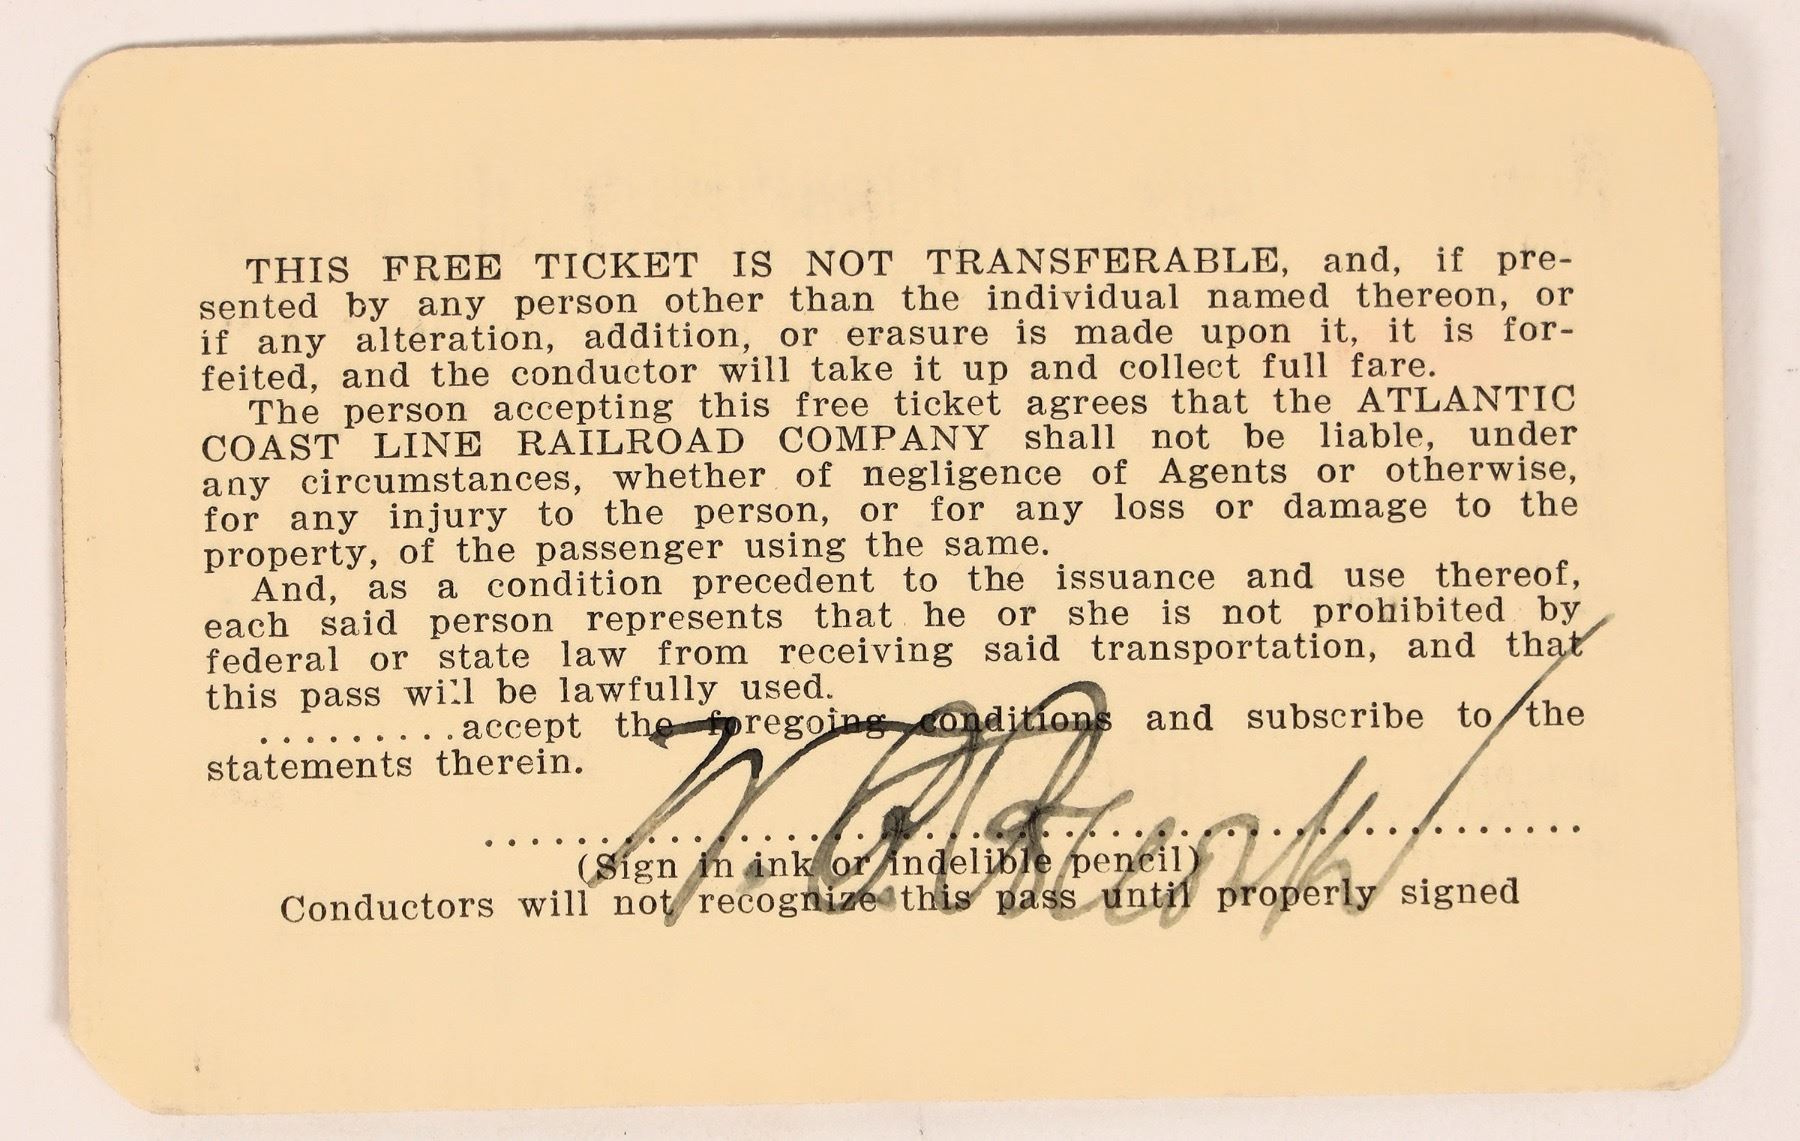 THIS FREE TICKET IS NOT TRANSFERABLE, and, if pre-
sented by any person other than the individual named thereon, or
if any alteration, addition, or erasure is made upon it, it is for-
feited, and the conductor will take it up and collect full fare.
The person accepting this free ticket agrees that the ATLANTIC
COAST LINE RAILROAD COMPANY shall not be liable, under
any circumstances, whether of negligence of Agents or otherwise,
for any injury to the person, or for any loss or damage to the
property, of the passenger using the same.
And, as a condition precedent to the issuance and use thereof,
each said person represents that he or she is not prohibited by
federal or state law from receiving said transportation, and that
this pass will be lawfully used.
..........accept the foregoing conditions and subscribe to the
statements therein.
(Sign in ink or indelible pencil)
Conductors will not recognize this pass until properly signed